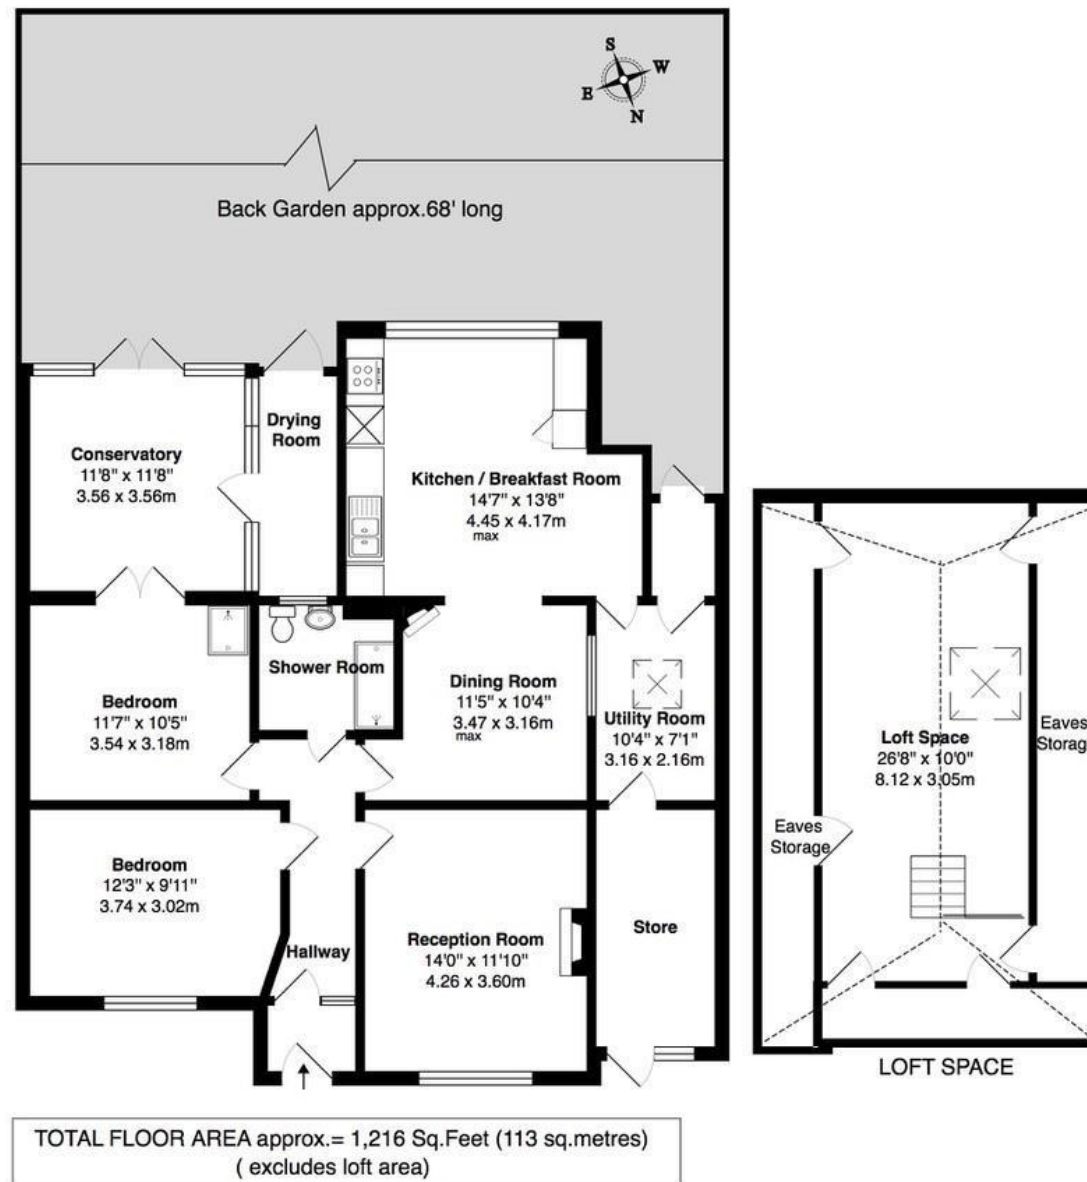 S
W
E
N
Back Garden approx.68' long
Drying
Room
Conservatory
11'8" x 11'8"
3.56 x 3.56m
Kitchen / Breakfast Room
14'7" x 13'8"
4.45 x 4.17m
max
Shower Room
Bedroom
11'7" x 10'5"
3.54 x 3.18m
Dining Room
11'5" x 10'4"
3.47 x 3.16m
max
Utility Room
10'4" x 7'1"
3.16 x 2.16m
Bedroom
12'3" x 9'11"
3.74 x 3.02m
Hallway
Reception Room
14'0" x 11'10"
4.26 x 3.60m
Store
Loft Space
26'8" x 10'0"
8.12 x 3.05m
Eaves
Storag
Eaves
Storage
LOFT SPACE
TOTAL FLOOR AREA approx.= 1,216 Sq.Feet (113 sq.metres)
( excludes loft area)